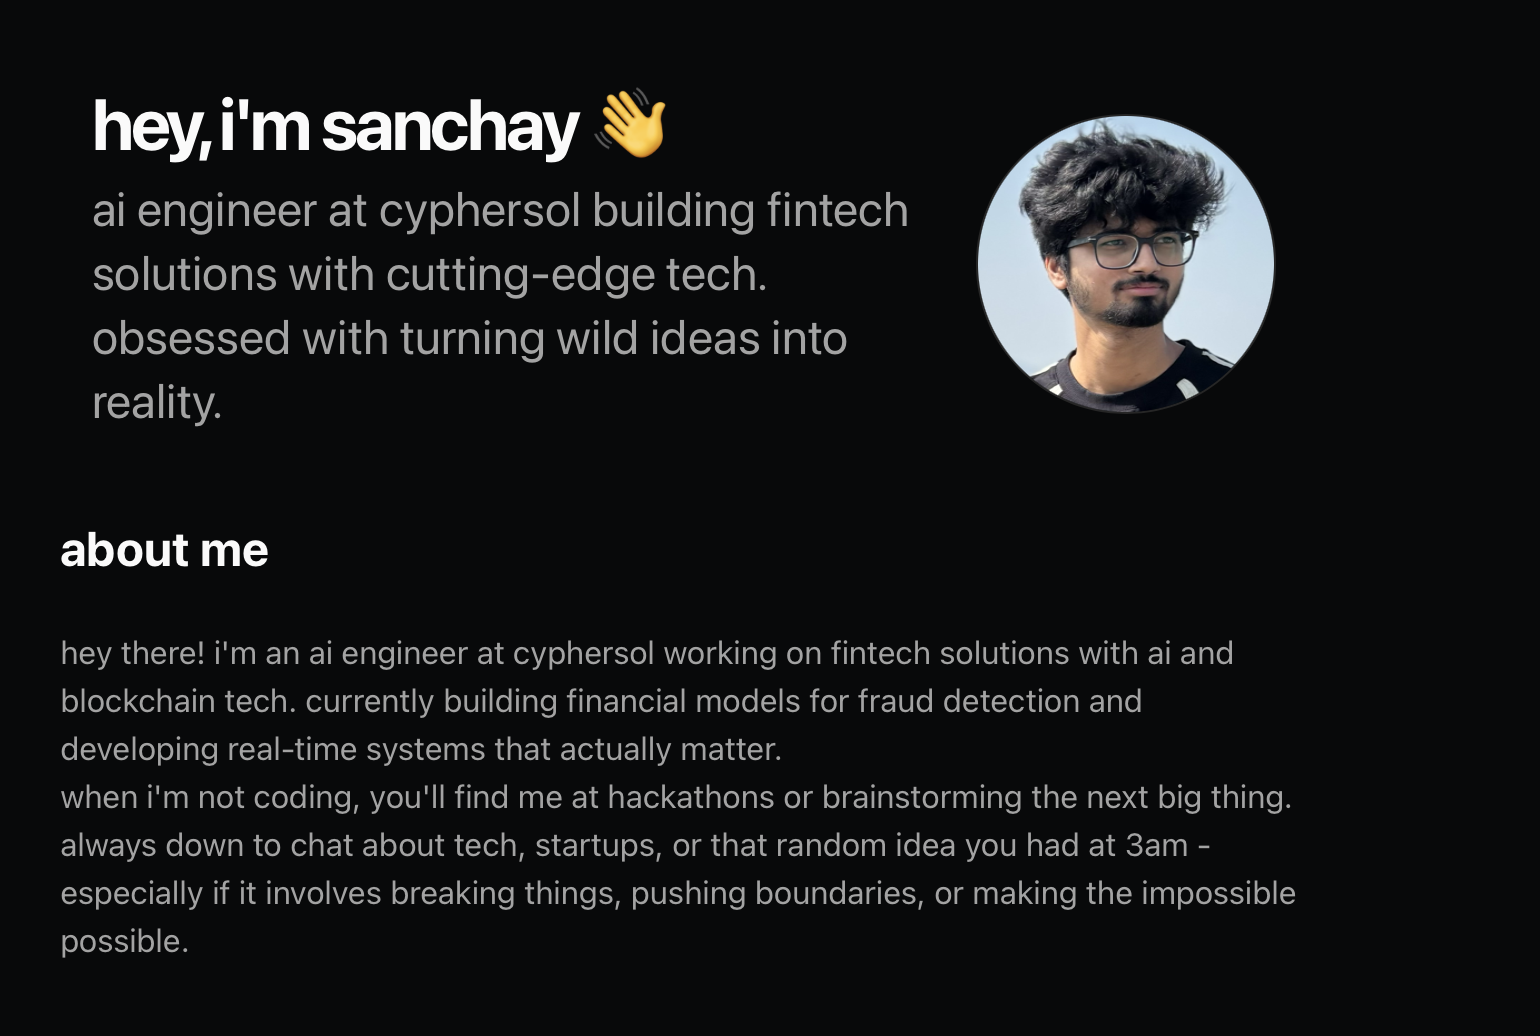 hey, i'm sanchay 👋
ai engineer at cyphersol building fintech
solutions with cutting-edge tech.
obsessed with turning wild ideas into
reality.
about me
hey there! i'm an ai engineer at cyphersol working on fintech solutions with ai and
blockchain tech. currently building financial models for fraud detection and
developing real-time systems that actually matter.
when i'm not coding, you'll find me at hackathons or brainstorming the next big thing.
always down to chat about tech, startups, or that random idea you had at 3am -
especially if it involves breaking things, pushing boundaries, or making the impossible
possible.